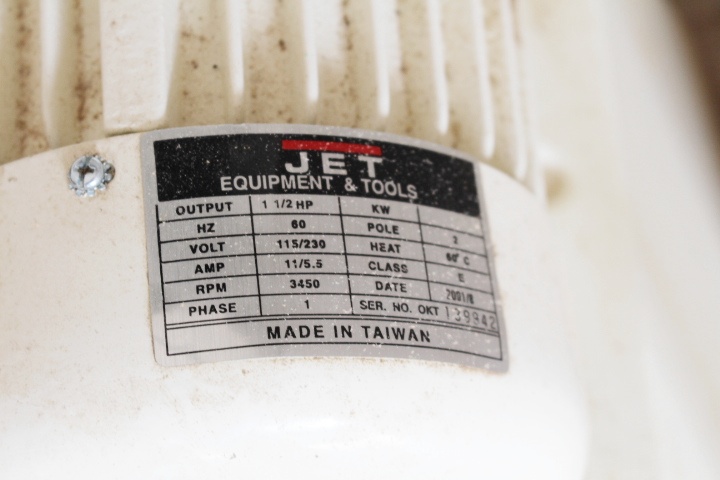 JET
EQUIPMENT & TOOLS
OUTPUT 1 1/2 HP KW
HZ 60 POLE 2
VOLT 115/230 HEAT 60° C
AMP 11/5.5 CLASS E
RPM 3450 DATE 2001/8
PHASE 1 SER. NO. OKT 139942
MADE IN TAIWAN